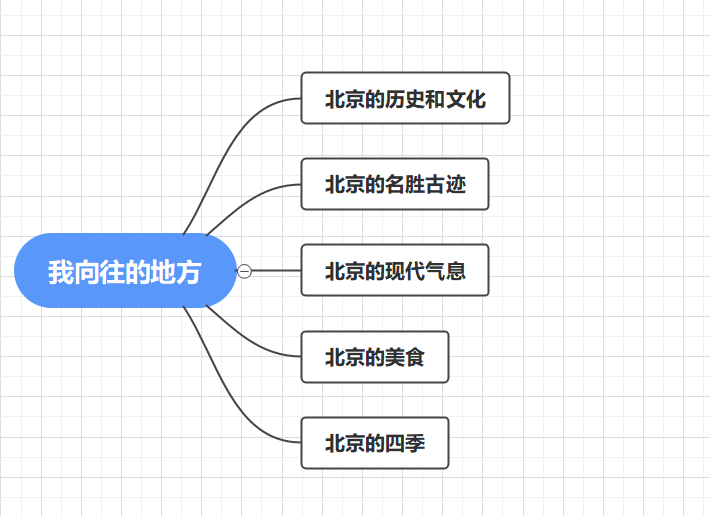 我向往的地方
北京的历史和文化
北京的名胜古迹
北京的现代气息
北京的美食
北京的四季